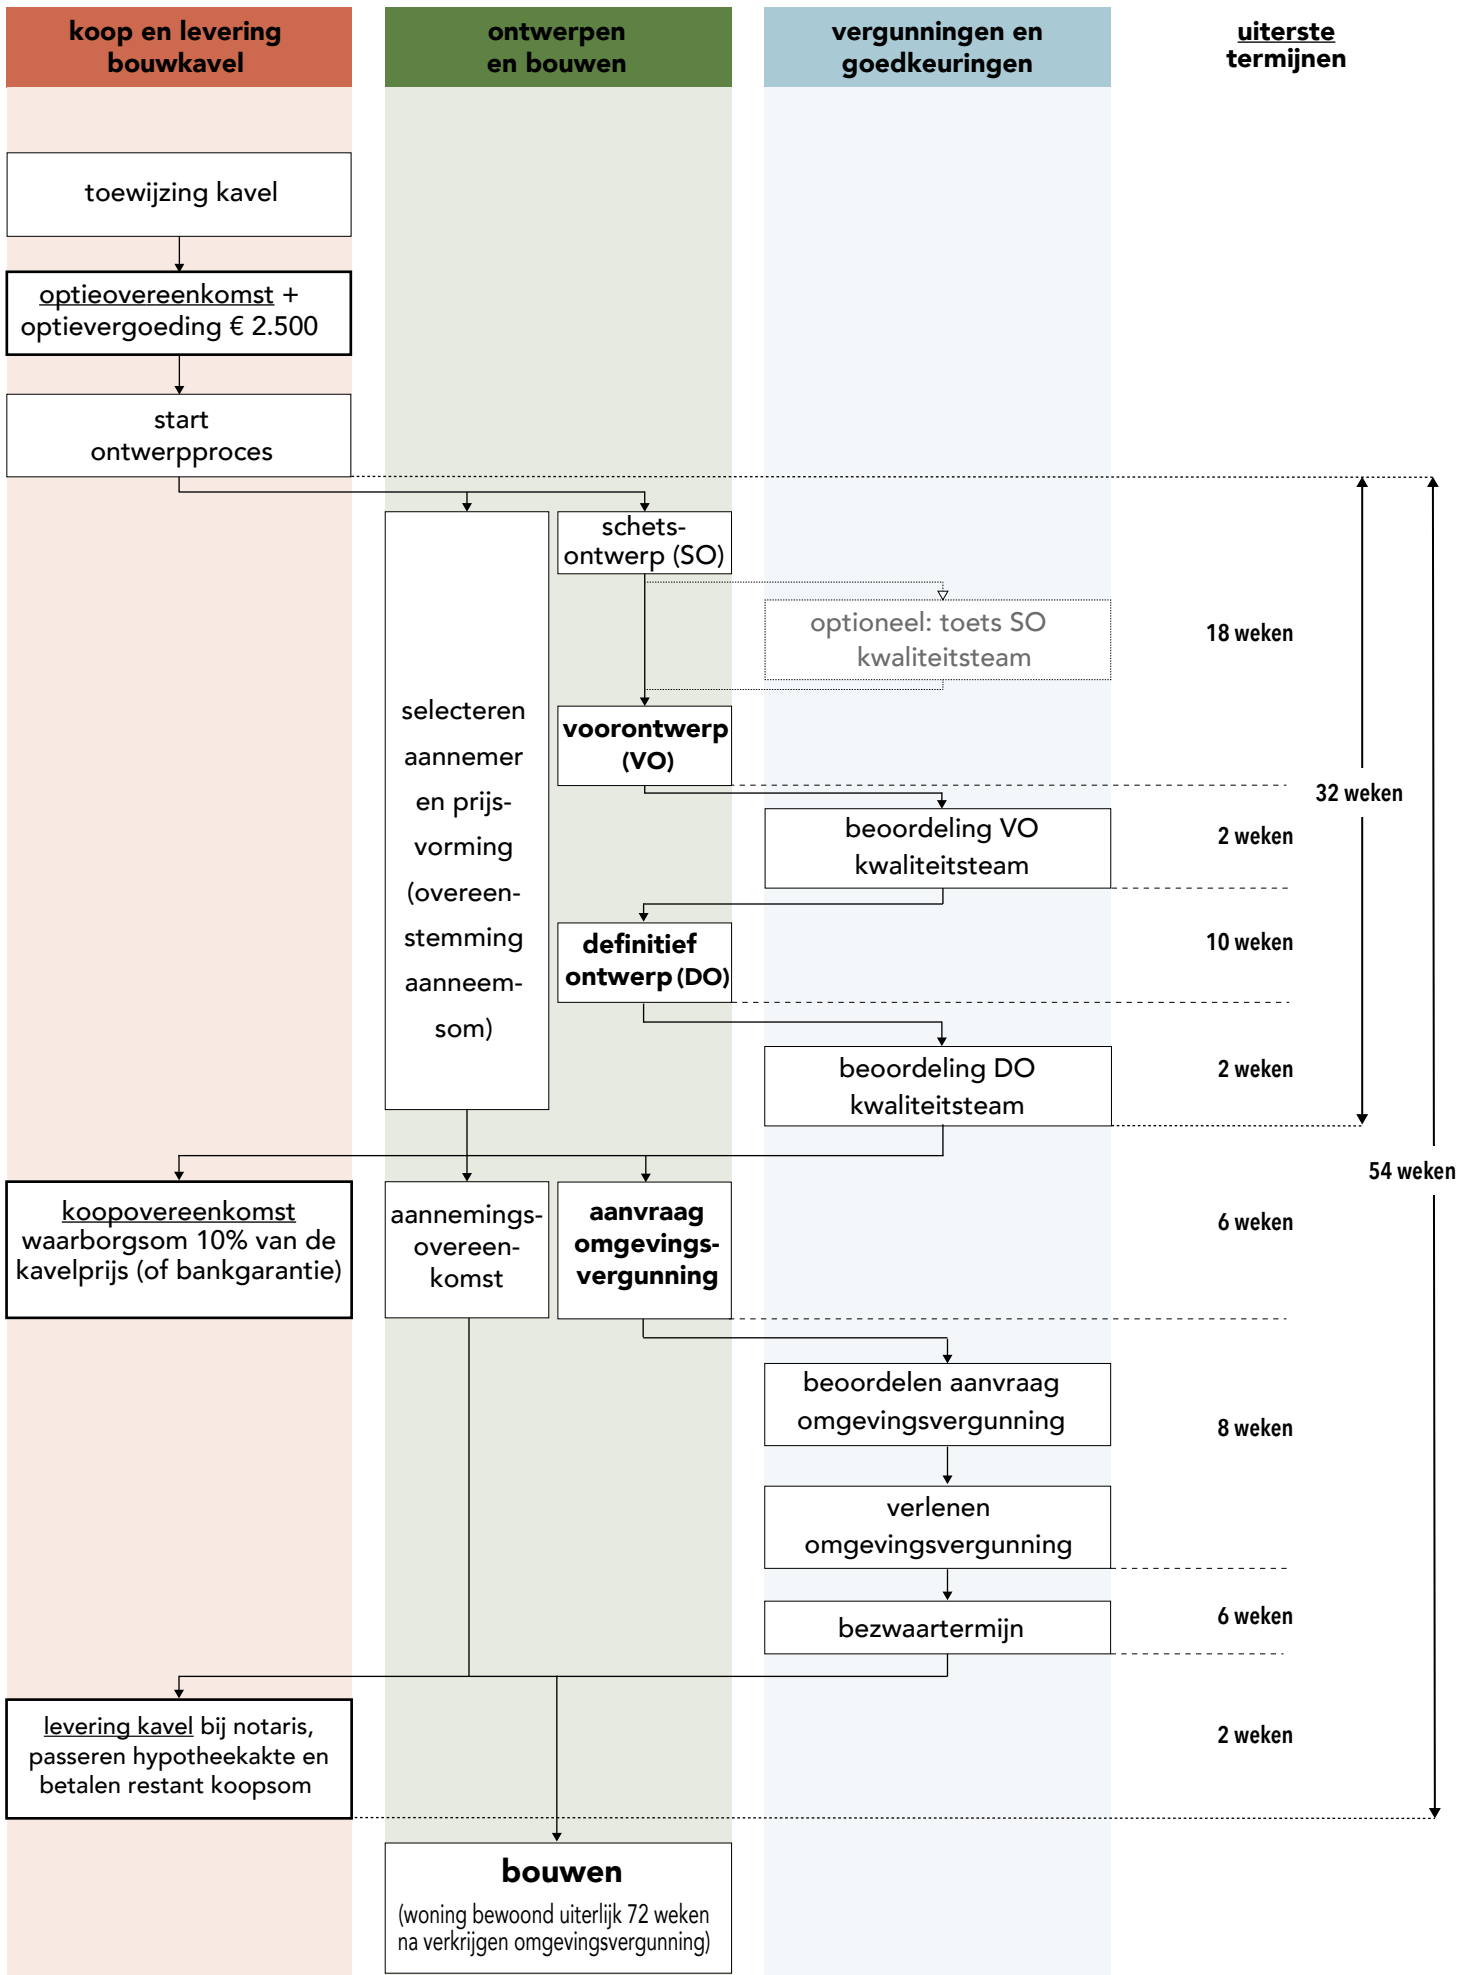 koop en levering
bouwkavel
ontwerpen
en bouwen
vergunningen en
goedkeuringen
uiterste
termijnen
toewijzing kavel
optieovereenkomst +
optievergoeding € 2.500
start
ontwerpproces
schets-
ontwerp (SO)
optioneel: toets SO
kwaliteitsteam
18 weken
selecteren
aannemer
en prijs-
vorming
(overeen-
stemming
aanneem-
som)
voorontwerp
(VO)
32 weken
beoordeling VO
kwaliteitsteam
2 weken
definitief
ontwerp (DO)
10 weken
beoordeling DO
kwaliteitsteam
2 weken
54 weken
koopovereenkomst
waarborgsom 10% van de
kavelprijs (of bankgarantie)
aannemings-
overeen-
komst
aanvraag
omgevings-
vergunning
6 weken
beoordelen aanvraag
omgevingsvergunning
8 weken
verlenen
omgevingsvergunning
bezwaartermijn
6 weken
levering kavel bij notaris,
passeren hypotheekakte en
betalen restant koopsom
2 weken
bouwen
(woning bewoond uiterlijk 72 weken
na verkrijgen omgevingsvergunning)